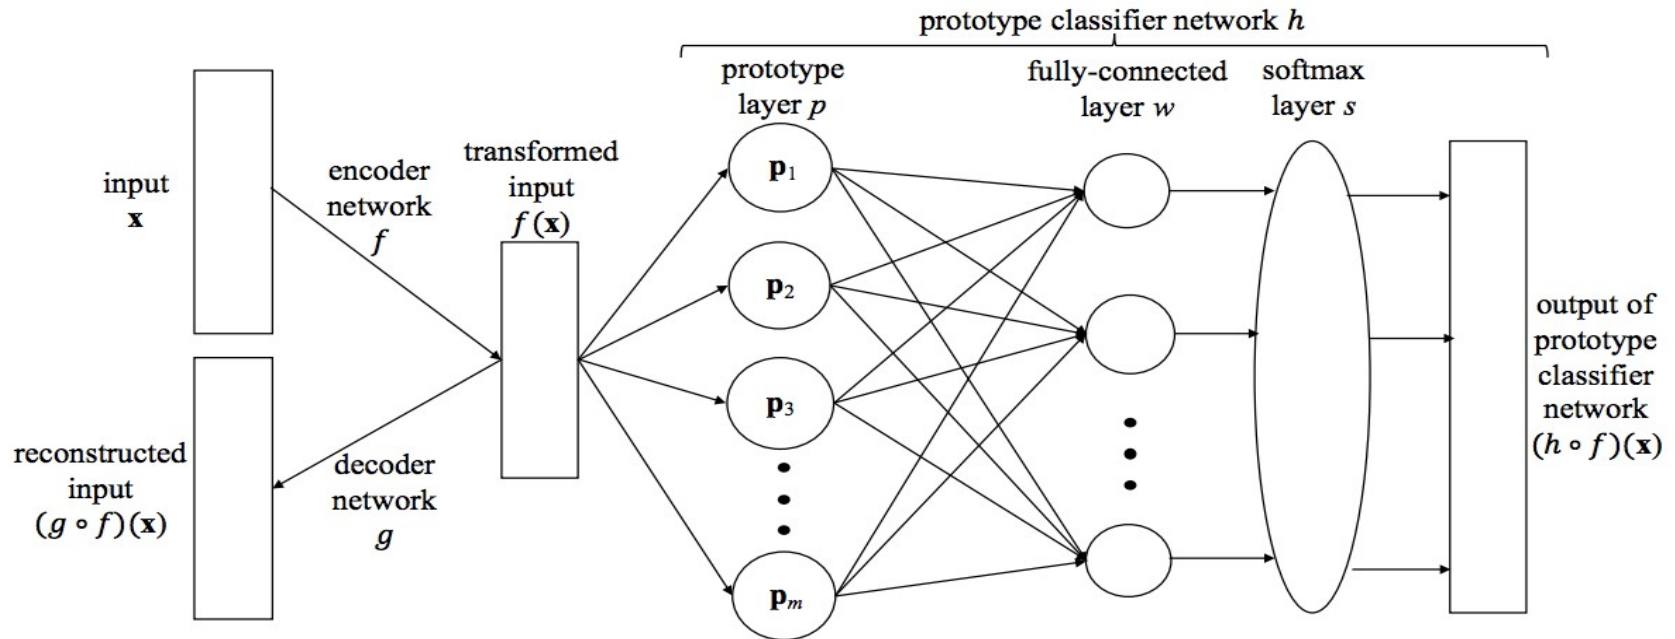 prototype classifier network h
prototype
layer p
fully-connected
layer w
softmax
layer s
input
x
encoder
network
f
transformed
input
f (x)
p1
p2
p3
pm
reconstructed
input
(g ∘ f)(x)
decoder
network
g
output of
prototype
classifier
network
(h ∘ f)(x)